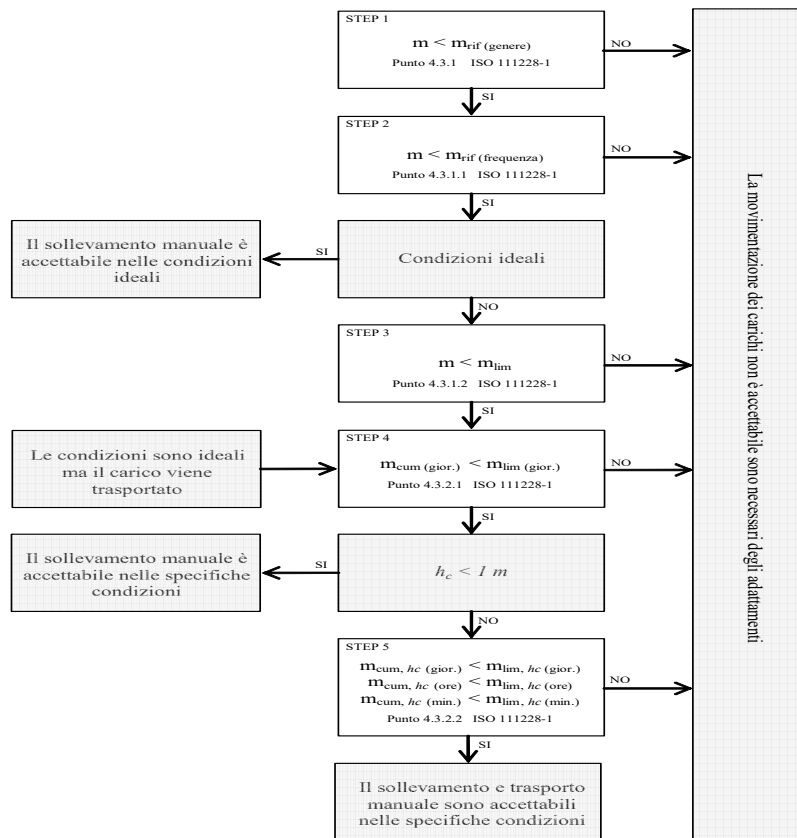 STEP 1
m < mrif (genere)
Punto 4.3.1 ISO 111228-1
NO
SI
STEP 2
m < mrif (frequenza)
Punto 4.3.1.1 ISO 111228-1
NO
SI
Il sollevamento manuale è
accettabile nelle condizioni
ideali
SI
Condizioni ideali
NO
STEP 3
m < mlim
Punto 4.3.1.2 ISO 111228-1
NO
SI
Le condizioni sono ideali
ma il carico viene
trasportato
STEP 4
mcum (gior.) < mlim (gior.)
Punto 4.3.2.1 ISO 111228-1
NO
SI
Il sollevamento manuale è
accettabile nelle specifiche
condizioni
SI
hc < 1 m
NO
STEP 5
mcum, hc (gior.) < mlim, hc (gior.)
mcum, hc (ore) < mlim, hc (ore)
mcum, hc (min.) < mlim, hc (min.)
Punto 4.3.2.2 ISO 111228-1
NO
SI
Il sollevamento e trasporto
manuale sono accettabili
nelle specifiche condizioni
La movimentazione dei carichi non è accettabile sono necessari degli adattamenti